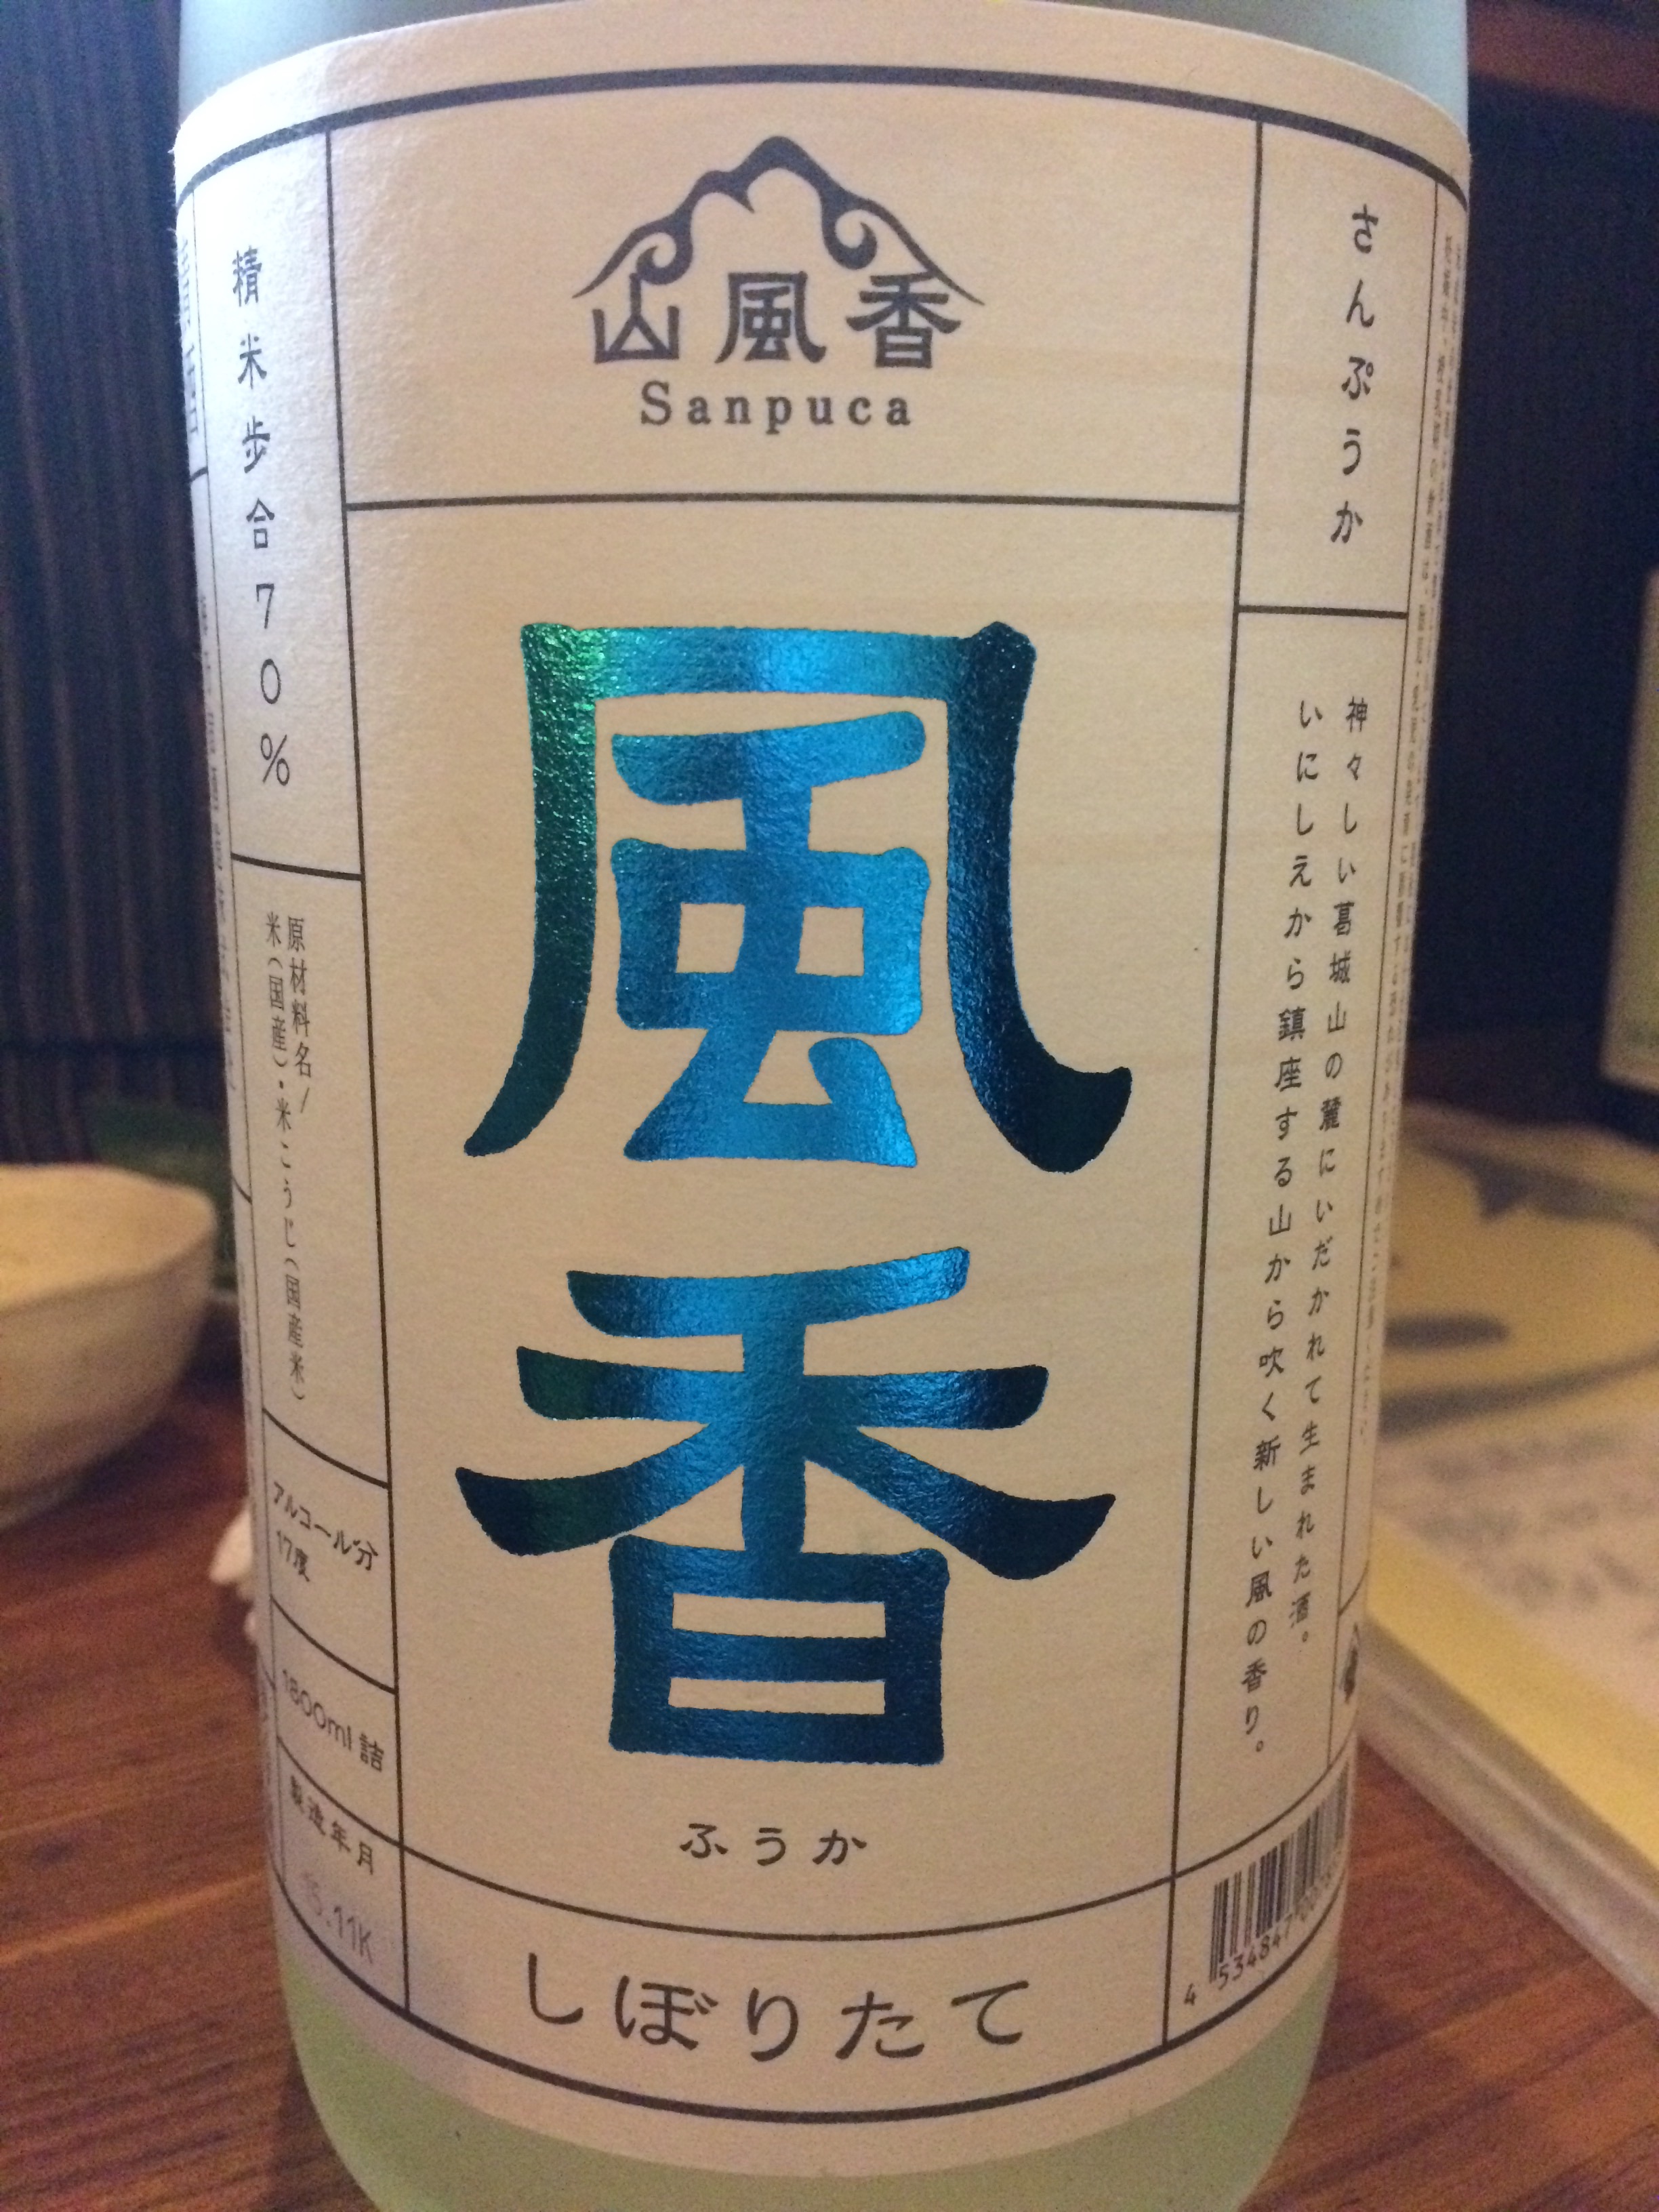 山風香
Sanpuca
さんぷうか
神々しい葛城山の麓にいだかれて生まれた酒。
いにしえから鎮座する山から吹く新しい風の香り。
風香
ふうか
しぼりたて
精米歩合70%
原材料名/
米(国産)・米こうじ(国産米)
アルコール分
17度
1800ml詰
製造年月
4 534847